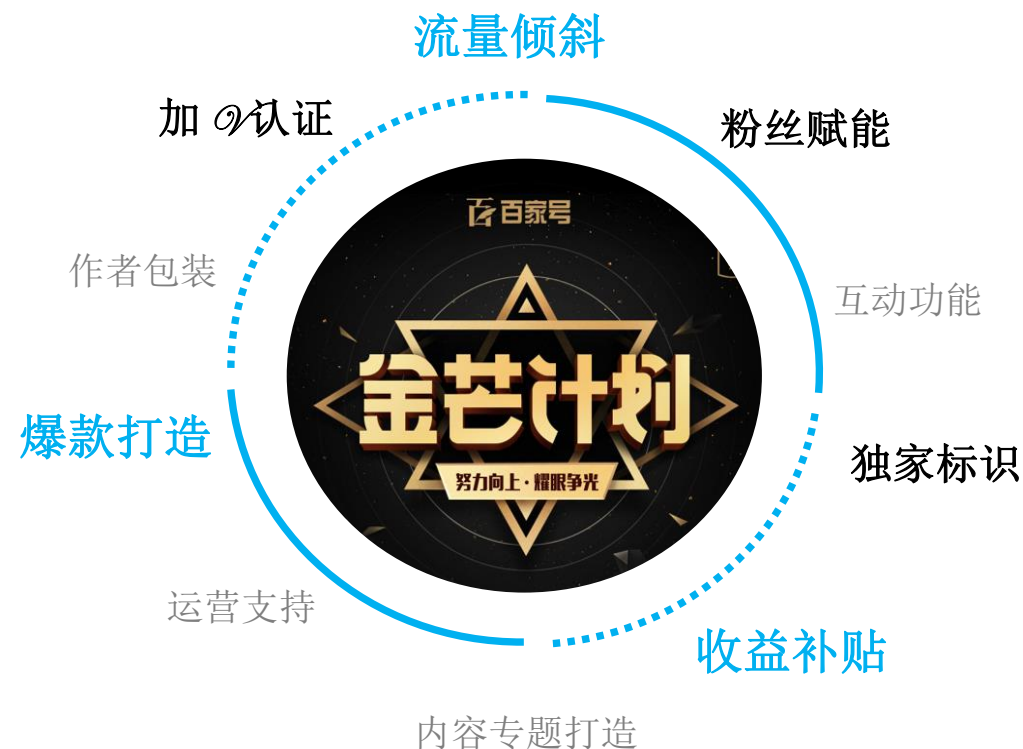 流量倾斜
加V认证
粉丝赋能
百家号
作者包装
互动功能
金芒计划
爆款打造
独家标识
努力向上·耀眼争光
运营支持
收益补贴
内容专题打造